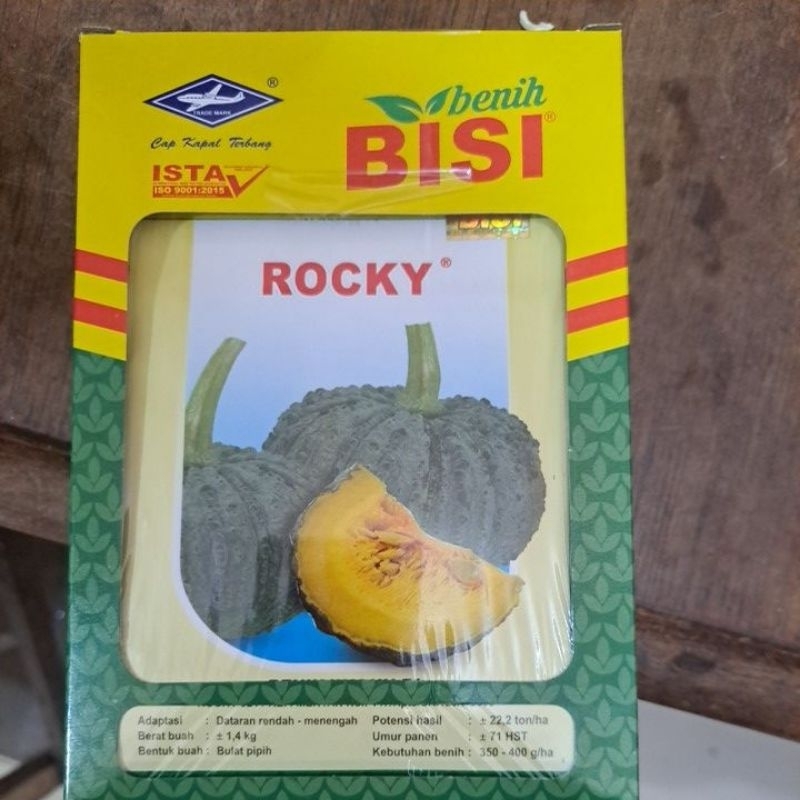 benih
BISI®
®
TRADE MARK
Cap Kapal Terbang
ISTA
ISO 9001:2015
BISI
ROCKY®
Adaptasi : Dataran rendah - menengah
Berat buah : ± 1,4 kg
Bentuk buah : Bulat pipih
Potensi hasil : ± 22,2 ton/ha
Umur panen : ± 71 HST
Kebutuhan benih : 350 - 400 g/ha